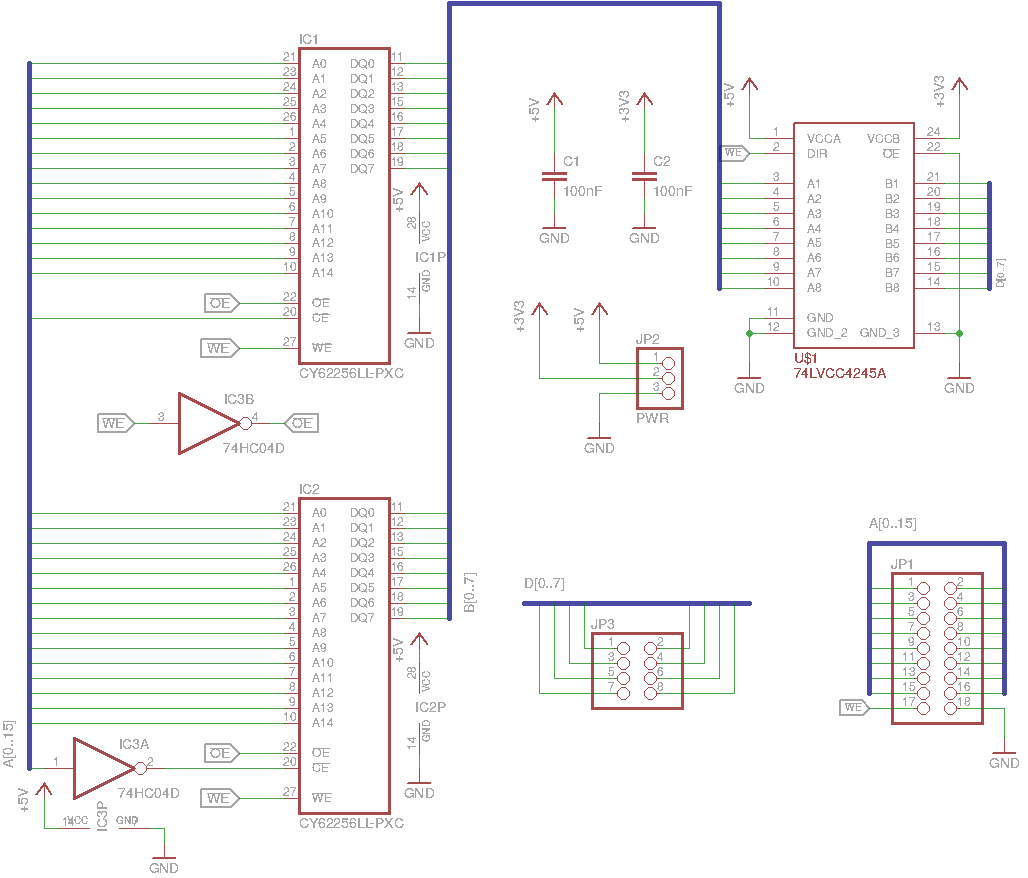 IC1
21 A0 DQ0 11
23 A1 DQ1 12
24 A2 DQ2 13
25 A3 DQ3 15
26 A4 DQ4 16
1 A5 DQ5 17
2 A6 DQ6 18
3 A7 DQ7 19
4 A8
5 A9
6 A10
7 A11
8 A12
9 A13
10 A14
OE 22 OE
20 CE
WE 27 WE
CY62256LL-PXC
+5V
28 VCC
IC1P
14 GND
GND
+5V
C1
100nF
GND
+3V3
C2
100nF
GND
+5V
+3V3
1 VCCA VCCB 24
WE 2 DIR OE 22
3 A1 B1 21
4 A2 B2 20
5 A3 B3 19
6 A4 B4 18
7 A5 B5 17
8 A6 B6 16
9 A7 B7 15
10 A8 B8 14
11 GND
12 GND_2 GND_3 13
D[0..7]
U$1
74LVCC4245A
GND
GND
+3V3
+5V
JP2
1
2
3
PWR
GND
WE 3 IC3B 4 OE
74HC04D
IC2
21 A0 DQ0 11
23 A1 DQ1 12
24 A2 DQ2 13
25 A3 DQ3 15
26 A4 DQ4 16
1 A5 DQ5 17
2 A6 DQ6 18
3 A7 DQ7 19
4 A8
5 A9
6 A10
7 A11
8 A12
9 A13
10 A14
OE 22 OE
20 CE
WE 27 WE
CY62256LL-PXC
B[0..7]
+5V
28 VCC
IC2P
14 GND
GND
A[0..15]
1 IC3A 2
74HC04D
+5V
14 VCC IC3P GND 7
GND
D[0..7]
JP3
1 2
3 4
5 6
7 8
A[0..15]
JP1
1 2
3 4
5 6
7 8
9 10
11 12
13 14
15 16
WE 17 18
GND